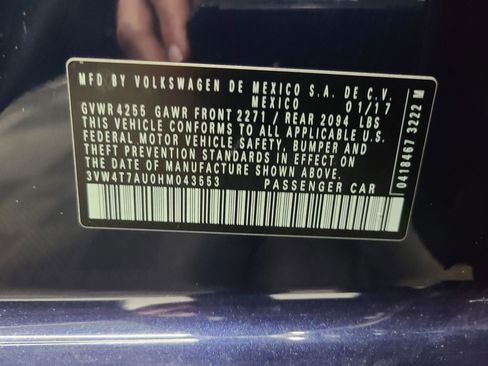 MFD BY VOLKSWAGEN DE MEXICO S.A. DE C.V.
MEXICO 01/17
GVWR 4255 GAWR FRONT 2271 / REAR 2094 LBS
THIS VEHICLE CONFORMS TO ALL APPLICABLE U.S.
FEDERAL MOTOR VEHICLE SAFETY, BUMPER AND
THEFT PREVENTION STANDARDS IN EFFECT ON
THE DATE OF MANUFACTURE SHOWN ABOVE.
3VW4T7AU0HM043553 PASSENGER CAR
0418467 3222 M